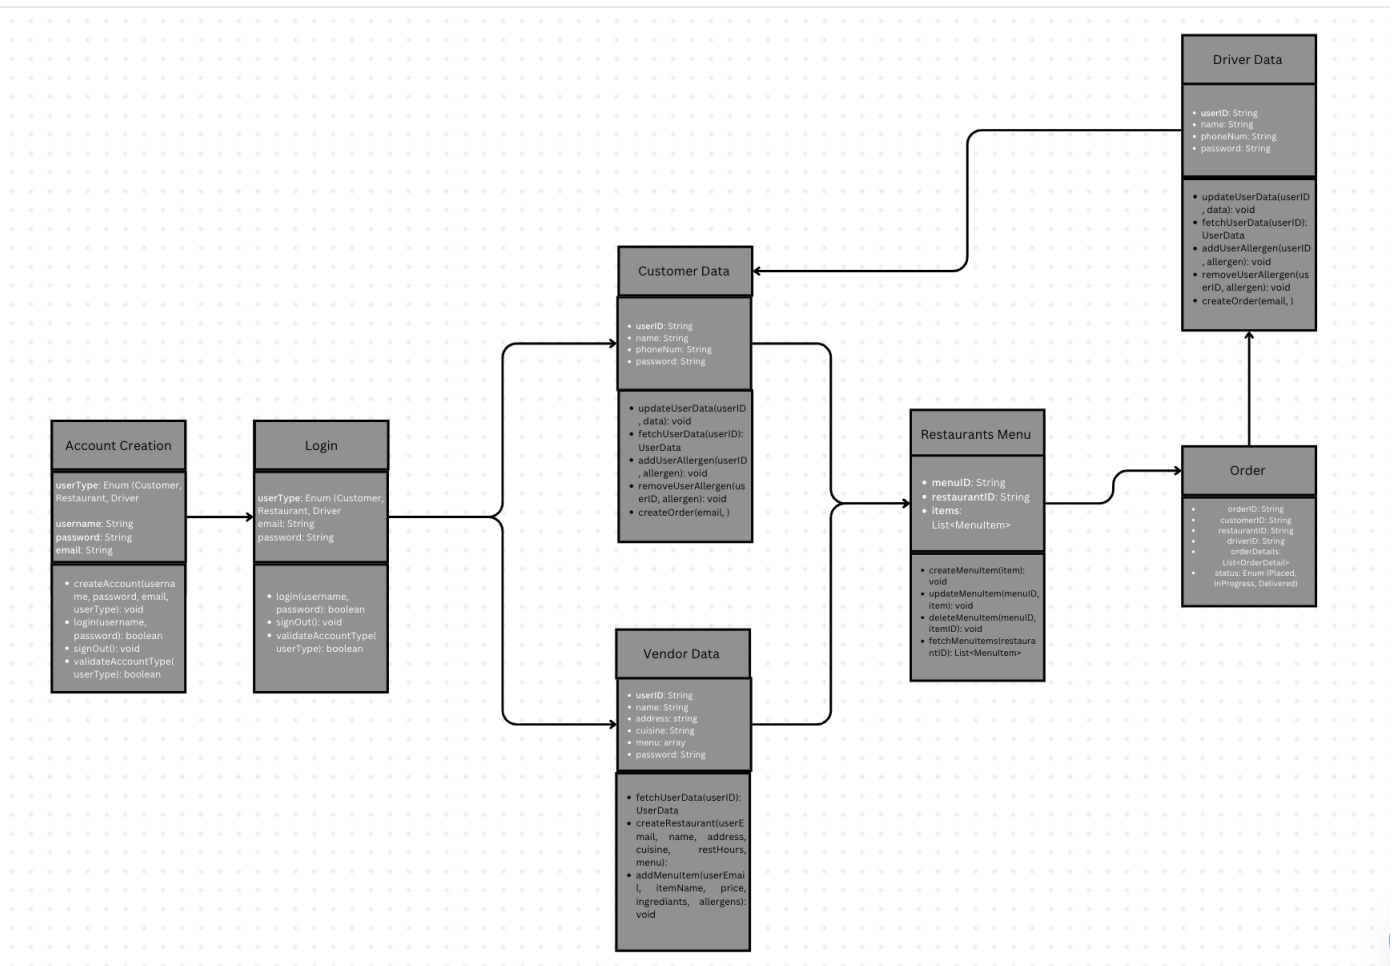 Driver Data
userID: String
name: String
phoneNum: String
password: String
updateUserData(userID
, data): void
fetchUserData(userID):
UserData
addUserAllergen(userID
, allergen): void
removeUserAllergen(us
erID, allergen): void
createOrder(email, )
Customer Data
userID: String
name: String
phoneNum: String
password: String
updateUserData(userID
, data): void
fetchUserData(userID):
UserData
addUserAllergen(userID
, allergen): void
removeUserAllergen(us
erID, allergen): void
createOrder(email, )
Account Creation
userType: Enum (Customer,
Restaurant, Driver
username: String
password: String
email: String
createAccount(userna
me, password, email,
userType): void
login(username,
password): boolean
signOut(): void
validateAccountType(
userType): boolean
Login
userType: Enum (Customer,
Restaurant, Driver
email: String
password: String
login(username,
password): boolean
signOut(): void
validateAccountType(
userType): boolean
Restaurants Menu
menuID: String
restaurantID: String
items:
List<MenuItem>
createMenuItem(item):
void
updateMenuItem(menuID,
item): void
deleteMenuItem(menuID,
itemID): void
fetchMenuItems(restaura
ntID): List<MenuItem>
Order
orderID: String
customerID: String
restaurantID: String
driverID: String
orderDetails:
List<OrderDetail>
status: Enum (Placed,
InProgress, Delivered)
Vendor Data
userID: String
name: String
address: string
cuisine: String
menu: array
password: String
fetchUserData(userID):
UserData
createRestaurant(userE
mail, name, address,
cuisine, restHours,
menu):
addMenuItem(userEmai
l, itemName, price,
ingrediants, allergens):
void